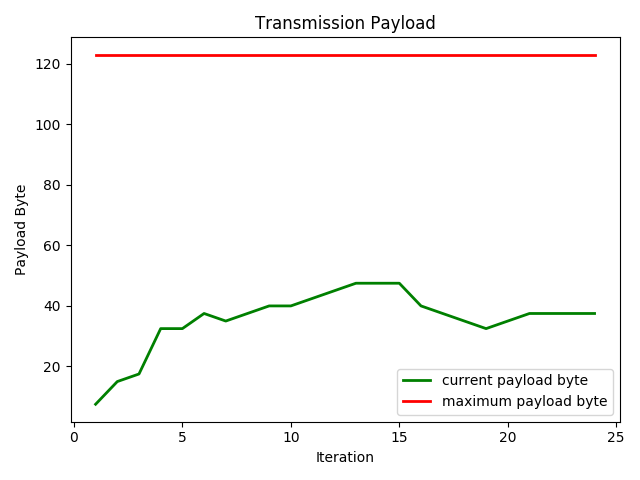 Transmission Payload
Payload Byte
120
100
80
60
40
20
0
5
10
15
20
25
Iteration
current payload byte
maximum payload byte